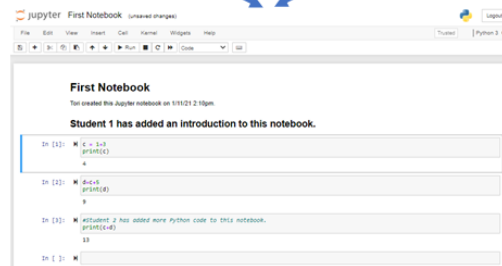 jupyter First Notebook (unsaved changes)
Logout
File Edit View Insert Cell Kernel Widgets Help
Trusted
Python 3
Run
Code
First Notebook
Tori created this Jupyter notebook on 1/11/21 2:10pm.
Student 1 has added an introduction to this notebook.
In [1]: c = 1+3
print(c)
4
In [2]: d=c+5
print(d)
9
In [3]: #Student 2 has added more Python code to this notebook.
print(c+d)
13
In [ ]: